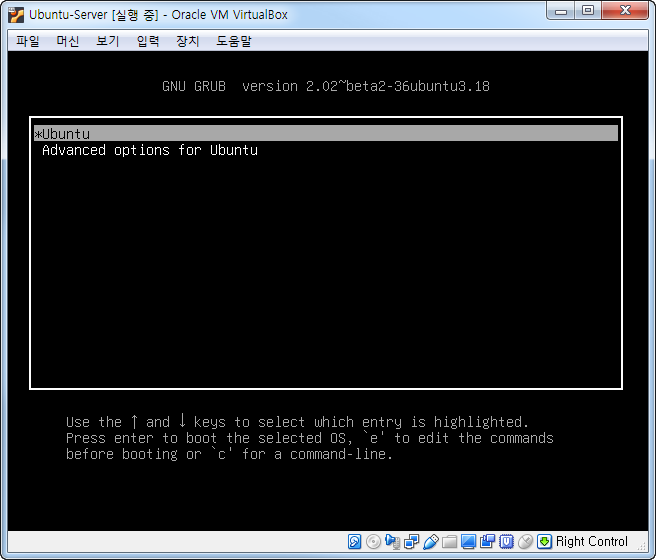 Ubuntu-Server [실행 중] - Oracle VM VirtualBox
파일 머신 보기 입력 장치 도움말
GNU GRUB version 2.02~beta2-36ubuntu3.18
*Ubuntu
Advanced options for Ubuntu
Use the ↑ and ↓ keys to select which entry is highlighted.
Press enter to boot the selected OS, `e' to edit the commands
before booting or `c' for a command-line.
Right Control